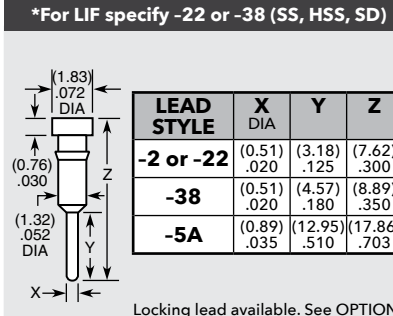 *For LIF specify –22 or –38 (SS, HSS, SD)
(1.83)
.072
DIA
(0.76)
.030
Z
(1.32)
.052
DIA
Y
X
LEAD STYLE X DIA Y Z
–2 or –22 (0.51) .020 (3.18) .125 (7.62) .300
–38 (0.51) .020 (4.57) .180 (8.89) .350
–5A (0.89) .035 (12.95) .510 (17.86 .703
Locking lead available. See OPTION